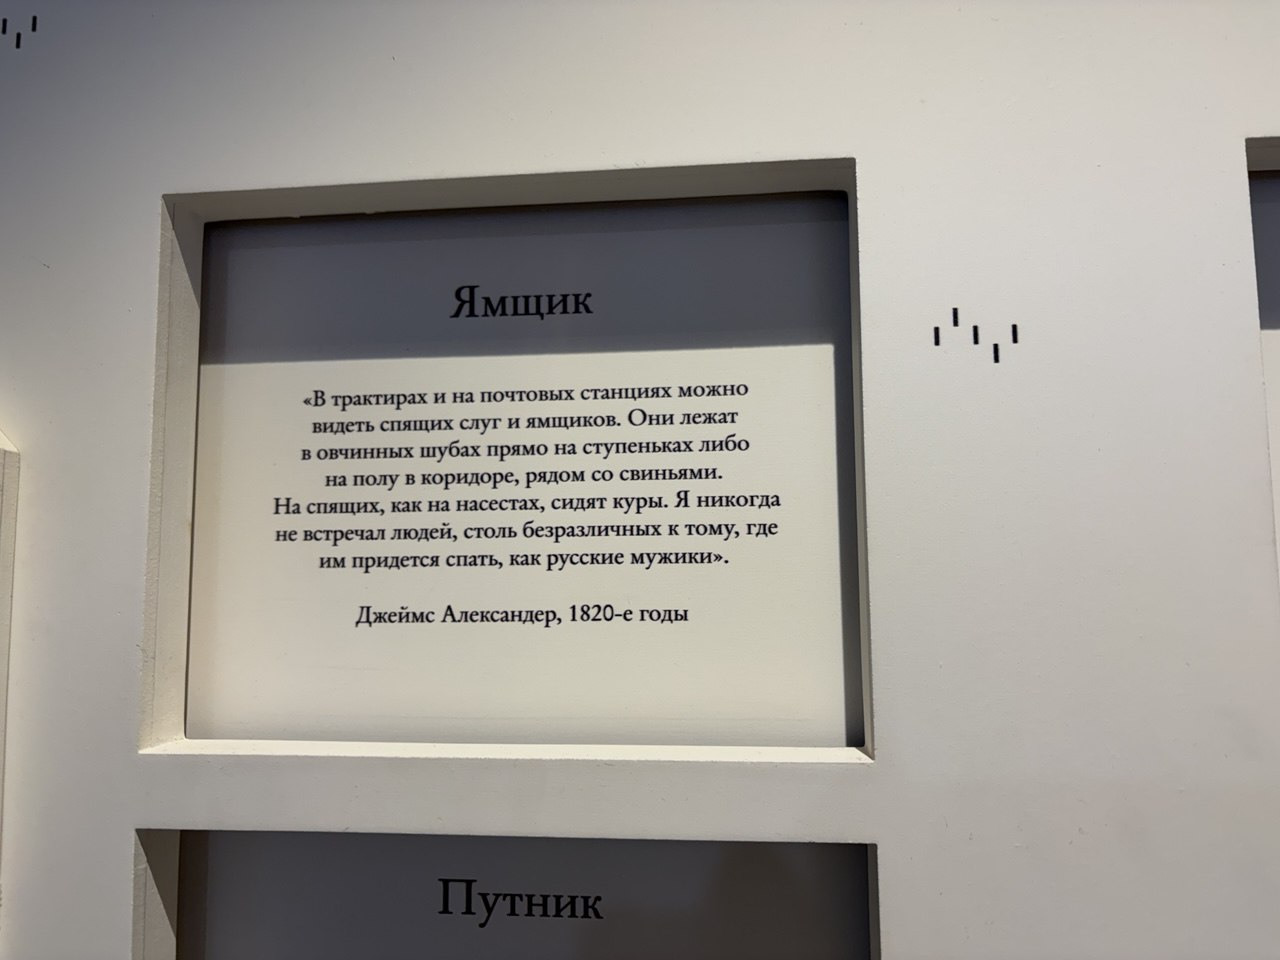 Ямщик
«В трактирах и на почтовых станциях можно
видеть спящих слуг и ямщиков. Они лежат
в овчинных шубах прямо на ступеньках либо
на полу в коридоре, рядом со свиньями.
На спящих, как на насестах, сидят куры. Я никогда
не встречал людей, столь безразличных к тому, где
им придется спать, как русские мужики».
Джеймс Александер, 1820-е годы
Путник